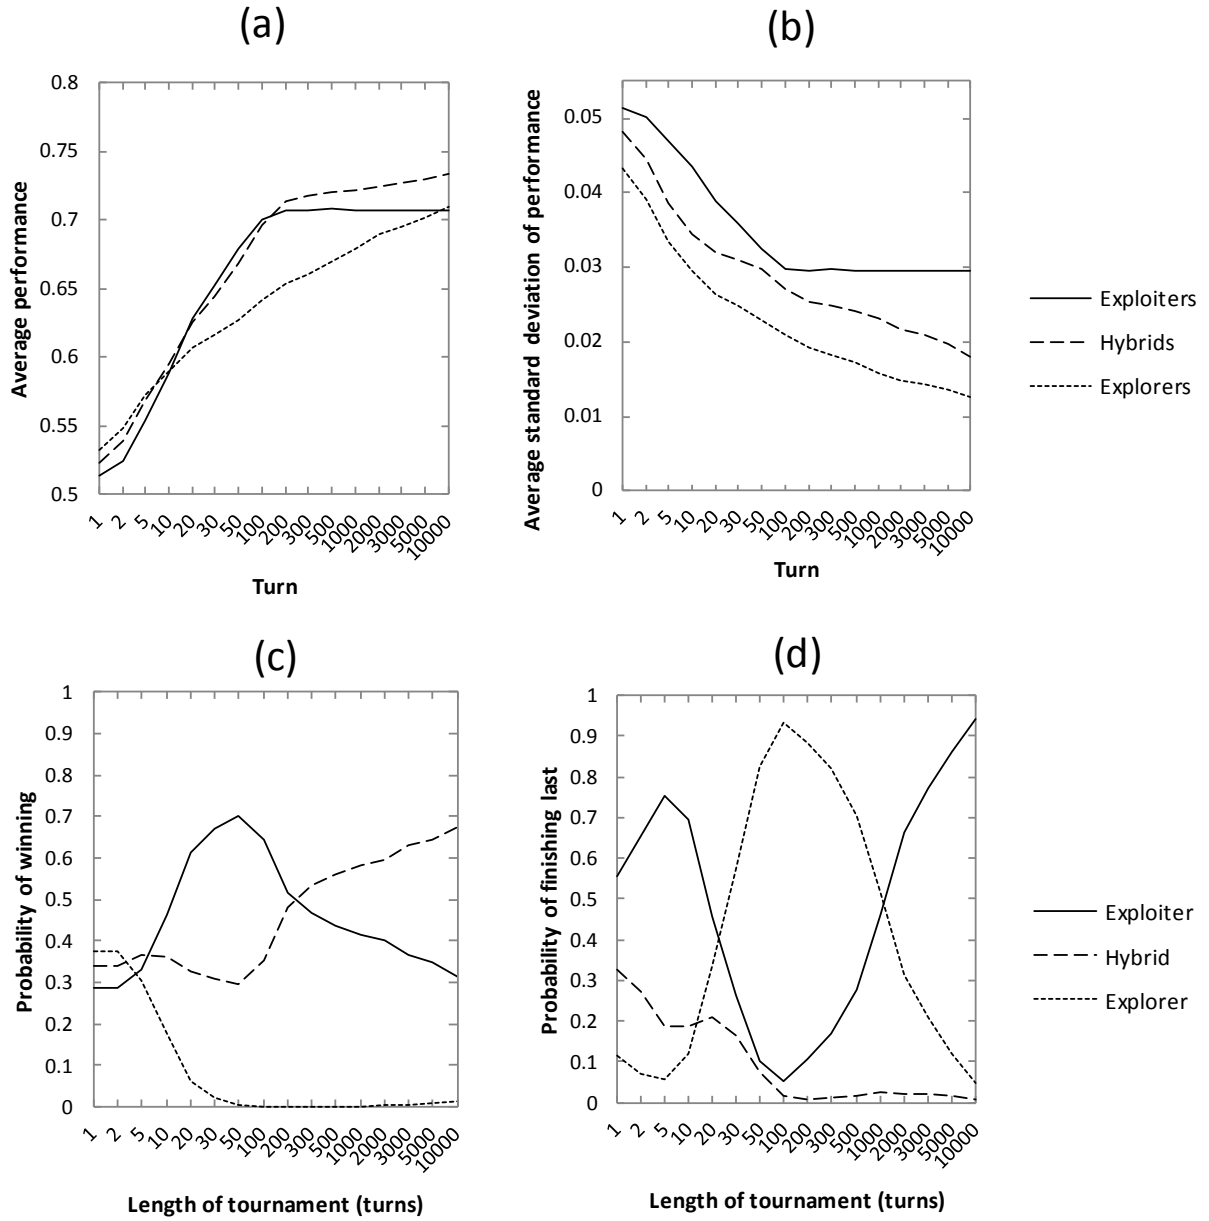 (a)
Average performance
0.8
0.75
0.7
0.65
0.6
0.55
0.5
1 2 5 10 20 30 50 100 200 300 500 1000 2000 3000 5000 10000
Turn
(b)
Average standard deviation of performance
0.05
0.04
0.03
0.02
0.01
0
1 2 5 10 20 30 50 100 200 300 500 1000 2000 3000 5000 10000
Turn
Exploiters
Hybrids
Explorers
(c)
Probability of winning
1
0.9
0.8
0.7
0.6
0.5
0.4
0.3
0.2
0.1
0
1 2 5 10 20 30 50 100 200 300 500 1000 2000 3000 5000 10000
Length of tournament (turns)
(d)
Probability of finishing last
1
0.9
0.8
0.7
0.6
0.5
0.4
0.3
0.2
0.1
0
1 2 5 10 20 30 50 100 200 300 500 1000 2000 3000 5000 10000
Length of tournament (turns)
Exploiter
Hybrid
Explorer